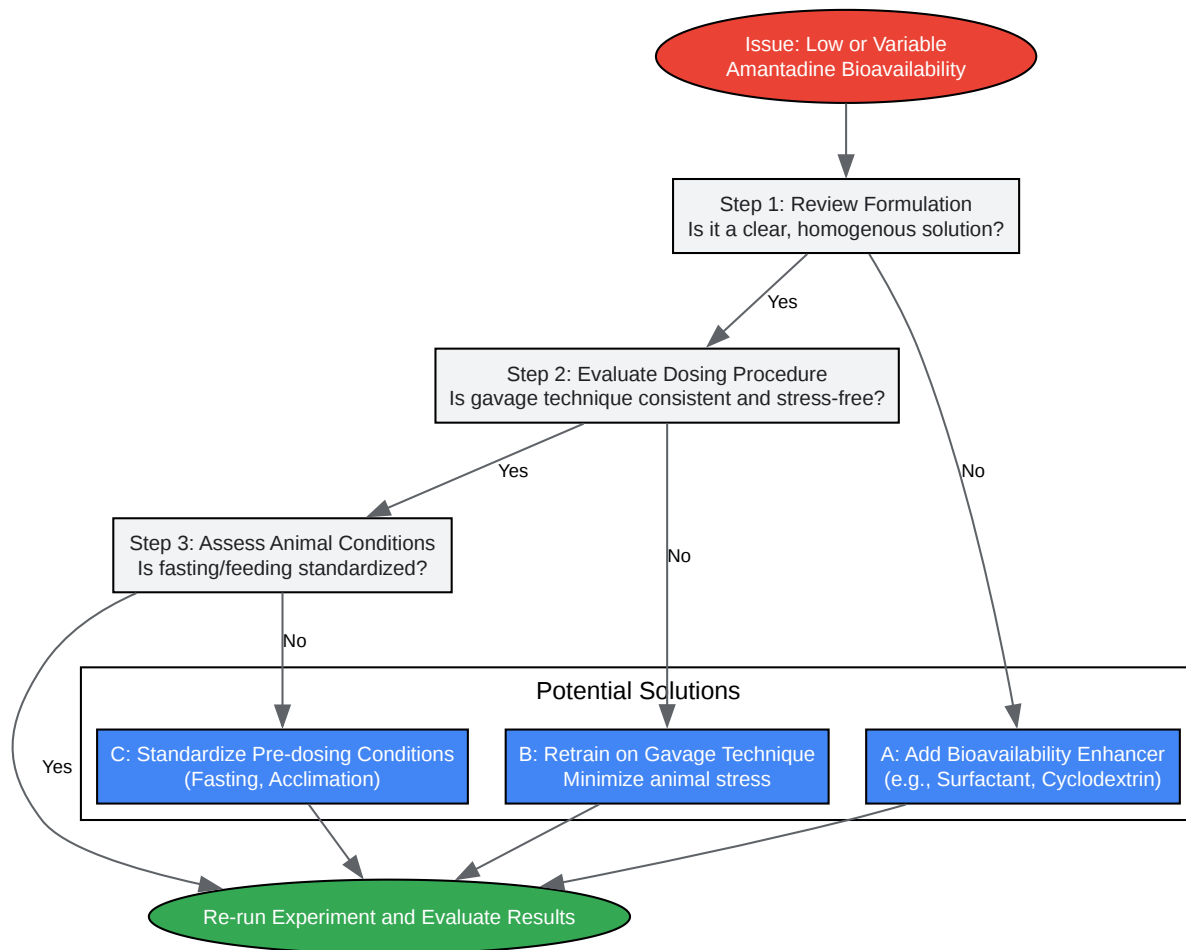 Issue: Low or Variable
Amantadine Bioavailability
Step 1: Review Formulation
Is it a clear, homogenous solution?
Yes
Step 2: Evaluate Dosing Procedure
Is gavage technique consistent and stress-free?
Yes
No
Step 3: Assess Animal Conditions
Is fasting/feeding standardized?
No
No
Potential Solutions
C: Standardize Pre-dosing Conditions
(Fasting, Acclimation)
B: Retrain on Gavage Technique
Minimize animal stress
A: Add Bioavailability Enhancer
(e.g., Surfactant, Cyclodextrin)
Yes
Re-run Experiment and Evaluate Results